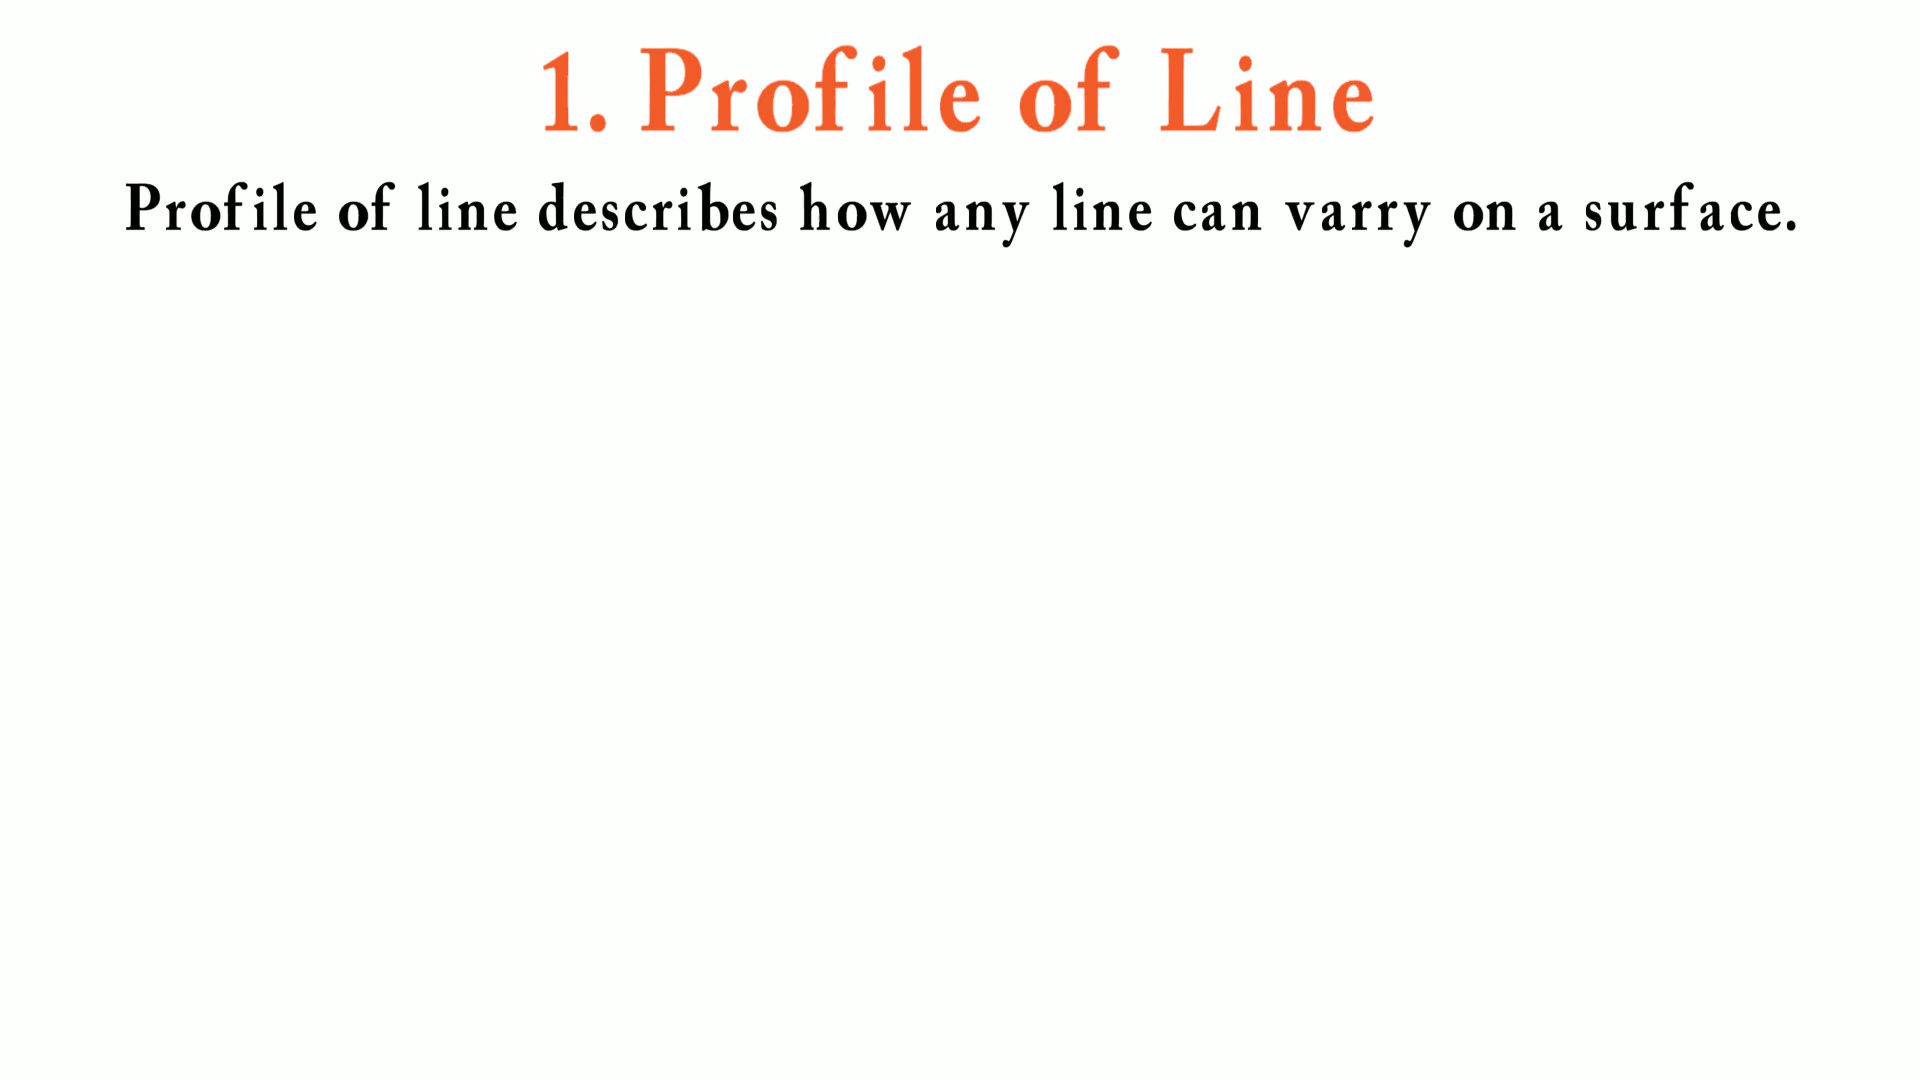 1. Profile of Line
Profile of line describes how any line can varry on a surface.